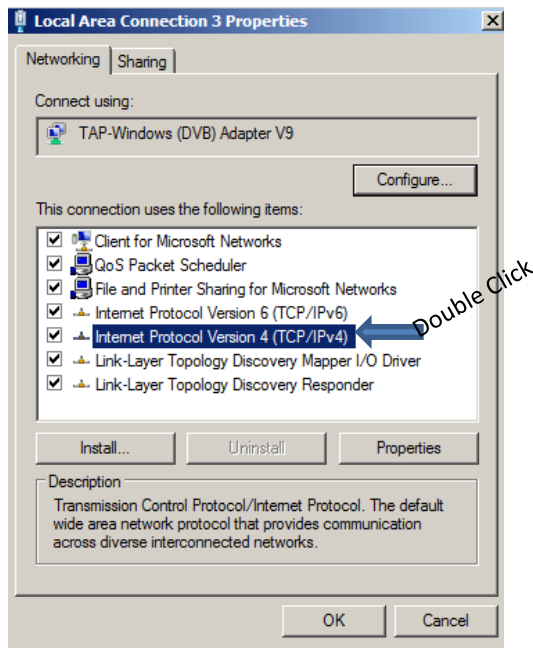 Local Area Connection 3 Properties
Networking
Sharing
Connect using:
TAP-Windows (DVB) Adapter V9
Configure...
This connection uses the following items:
Client for Microsoft Networks
QoS Packet Scheduler
File and Printer Sharing for Microsoft Networks
Internet Protocol Version 6 (TCP/IPv6)
Internet Protocol Version 4 (TCP/IPv4)
Double Click
Link-Layer Topology Discovery Mapper I/O Driver
Link-Layer Topology Discovery Responder
Install...
Uninstall
Properties
Description
Transmission Control Protocol/Internet Protocol. The default
wide area network protocol that provides communication
across diverse interconnected networks.
OK
Cancel